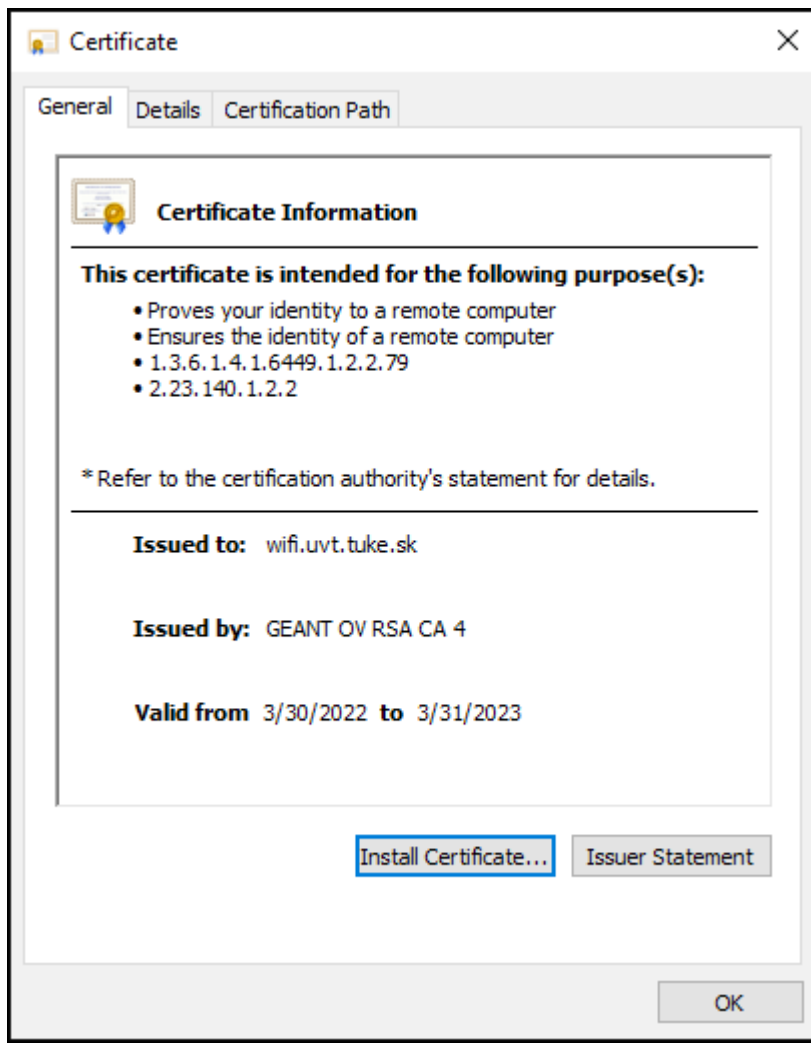 Certificate
General Details Certification Path
Certificate Information
This certificate is intended for the following purpose(s):
• Proves your identity to a remote computer
• Ensures the identity of a remote computer
• 1.3.6.1.4.1.6449.1.2.2.79
• 2.23.140.1.2.2
* Refer to the certification authority's statement for details.
Issued to: wifi.uvt.tuke.sk
Issued by: GEANT OV RSA CA 4
Valid from 3/30/2022 to 3/31/2023
Install Certificate... Issuer Statement
OK